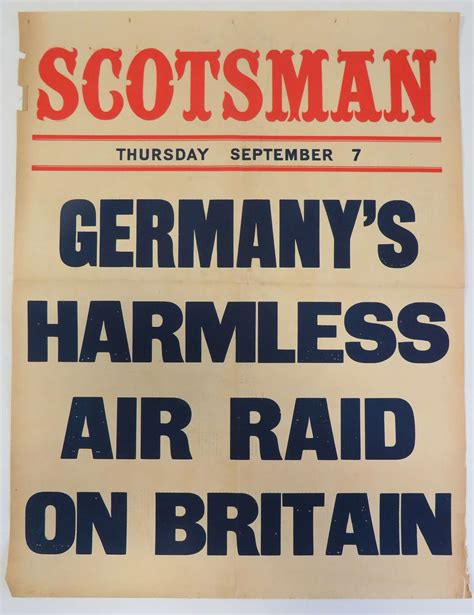 SCOTSMAN
THURSDAY SEPTEMBER 7
GERMANY'S
HARMLESS
AIR RAID
ON BRITAIN